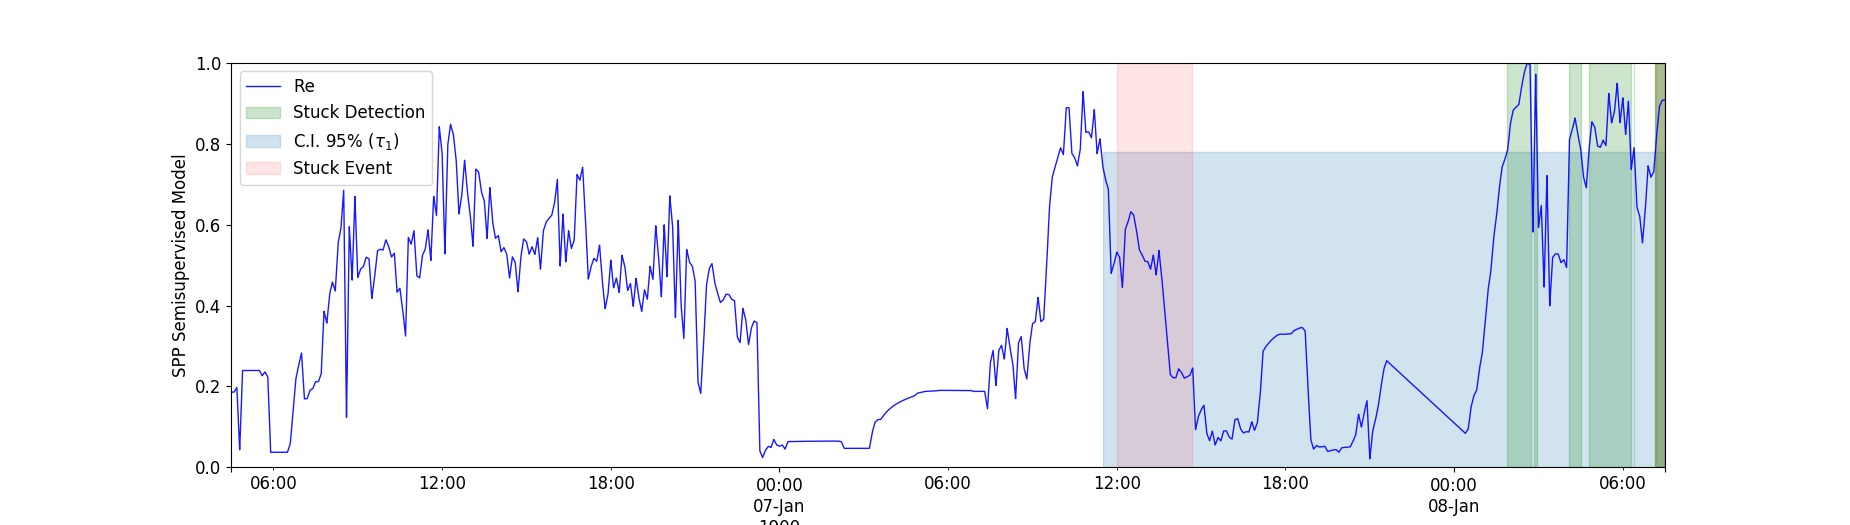 1.0
0.8
0.6
0.4
0.2
0.0
SPP Semisupervised Model
Re
Stuck Detection
C.I. 95% (τ₁)
Stuck Event
06:00 12:00 18:00 00:00 06:00 12:00 18:00 00:00 06:00
07-Jan 08-Jan
1900